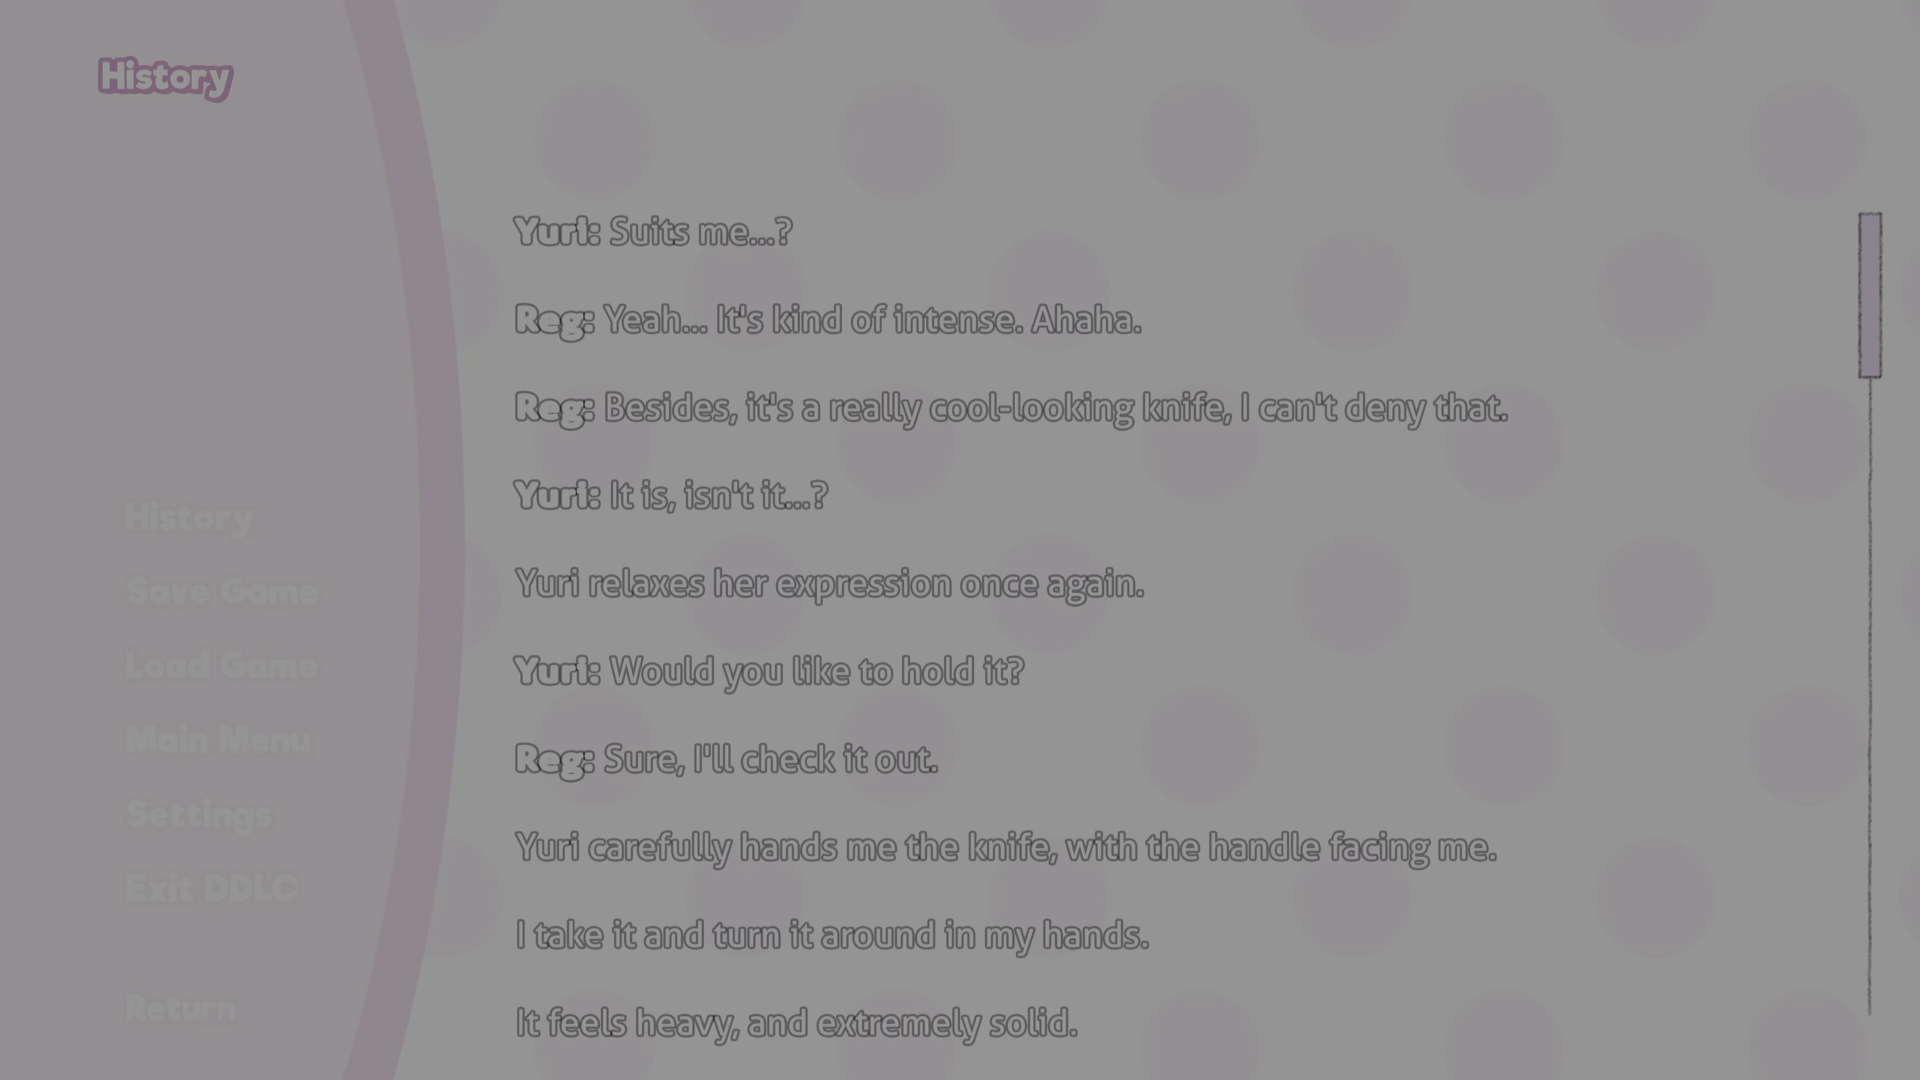 History
Yuri: Suits me...?
Reg: Yeah... It's kind of intense. Ahaha.
Reg: Besides, it's a really cool-looking knife, I can't deny that.
Yuri: It is, isn't it...?
Yuri relaxes her expression once again.
Yuri: Would you like to hold it?
Reg: Sure, I'll check it out.
Yuri carefully hands me the knife, with the handle facing me.
I take it and turn it around in my hands.
It feels heavy, and extremely solid.
History
Save Game
Load Game
Main Menu
Settings
Exit DDLC
Return